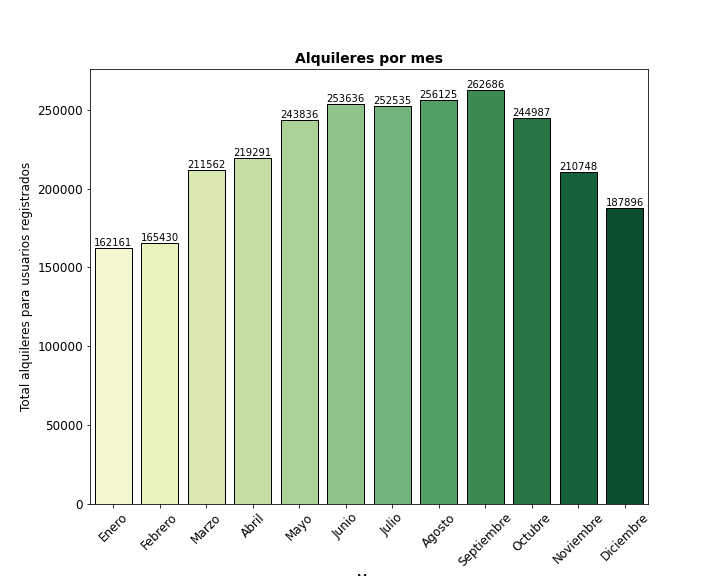 Alquileres por mes
Total alquileres para usuarios registrados
250000
200000
150000
100000
50000
0
162161
165430
211562
219291
243836
253636
252535
256125
262686
244987
210748
187896
Enero
Febrero
Marzo
Abril
Mayo
Junio
Julio
Agosto
Septiembre
Octubre
Noviembre
Diciembre